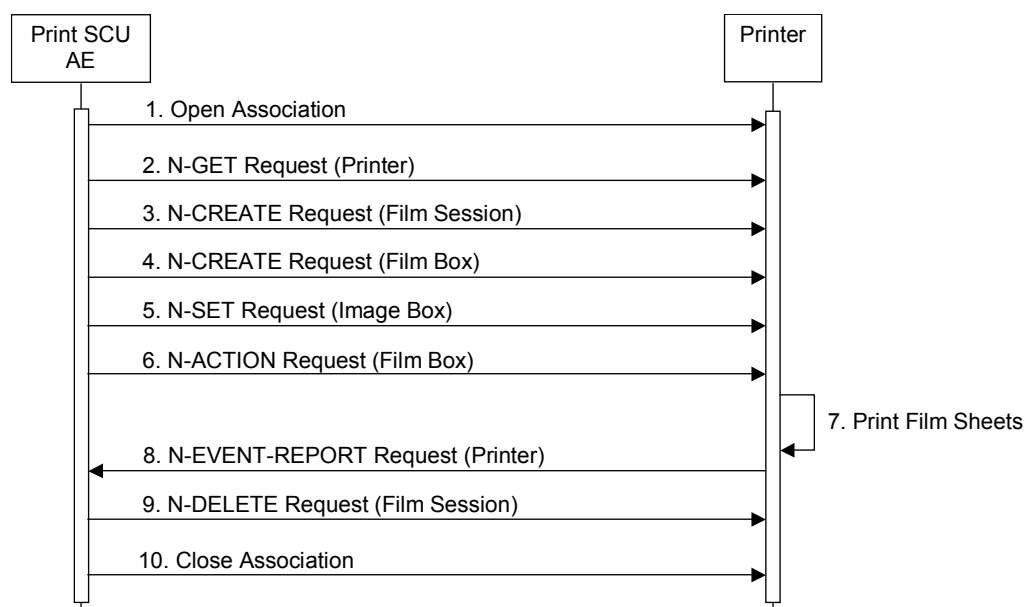 Print SCU
AE
Printer
1. Open Association
2. N-GET Request (Printer)
3. N-CREATE Request (Film Session)
4. N-CREATE Request (Film Box)
5. N-SET Request (Image Box)
6. N-ACTION Request (Film Box)
7. Print Film Sheets
8. N-EVENT-REPORT Request (Printer)
9. N-DELETE Request (Film Session)
10. Close Association